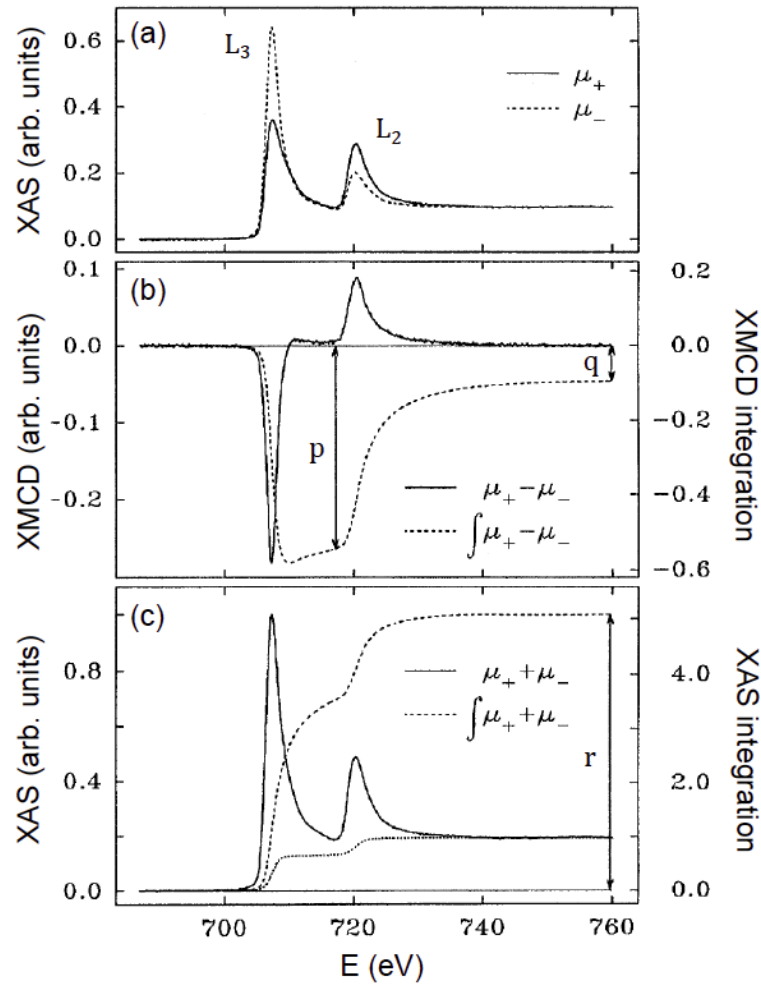 (a)
XAS (arb. units)
0.6
0.4
0.2
0.0
L₃
L₂
μ₊
μ₋
(b)
XMCD (arb. units)
0.1
0.0
-0.1
-0.2
p
q
μ₊−μ₋
∫μ₊−μ₋
0.2
0.0
-0.2
-0.4
-0.6
XMCD integration
(c)
XAS (arb. units)
0.8
0.4
0.0
μ₊+μ₋
∫μ₊+μ₋
r
4.0
2.0
0.0
XAS integration
700 720 740 760
E (eV)